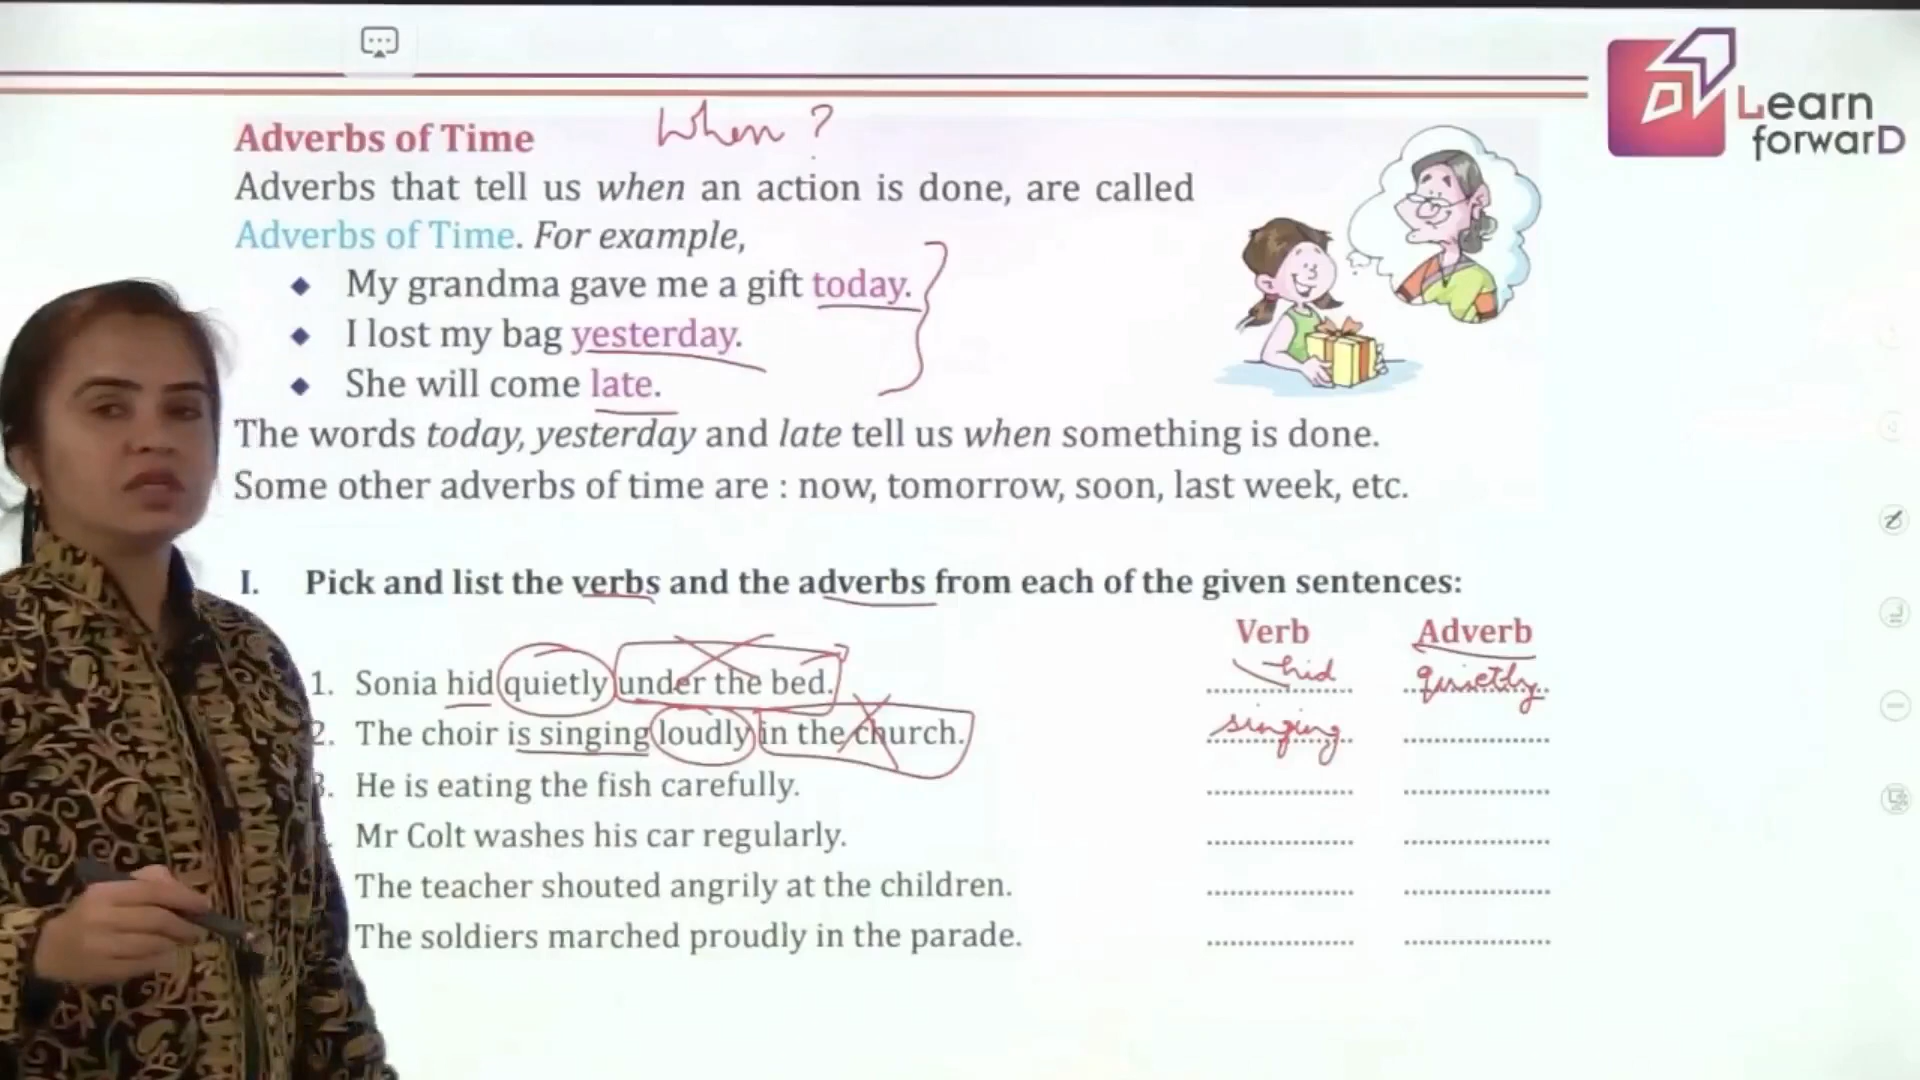 Learn
forwarD
Adverbs of Time When ?
Adverbs that tell us when an action is done, are called
Adverbs of Time. For example,
◆ My grandma gave me a gift today.
◆ I lost my bag yesterday.
◆ She will come late.
The words today, yesterday and late tell us when something is done.
Some other adverbs of time are : now, tomorrow, soon, last week, etc.
I. Pick and list the verbs and the adverbs from each of the given sentences:
Verb Adverb
1. Sonia hid quietly under the bed. hid quietly
2. The choir is singing loudly in the church. singing ....................
3. He is eating the fish carefully. .................... ....................
Mr Colt washes his car regularly. .................... ....................
The teacher shouted angrily at the children. .................... ....................
The soldiers marched proudly in the parade. .................... ....................